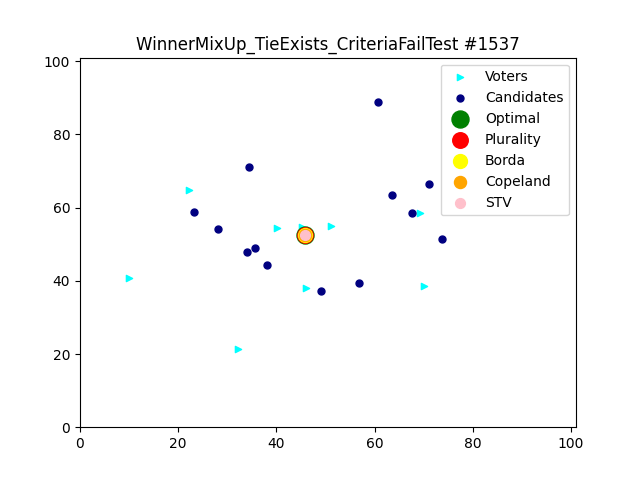 WinnerMixUp_TieExists_CriteriaFailTest #1537
100
80
60
40
20
0
0 20 40 60 80 100
Voters
Candidates
Optimal
Plurality
Borda
Copeland
STV